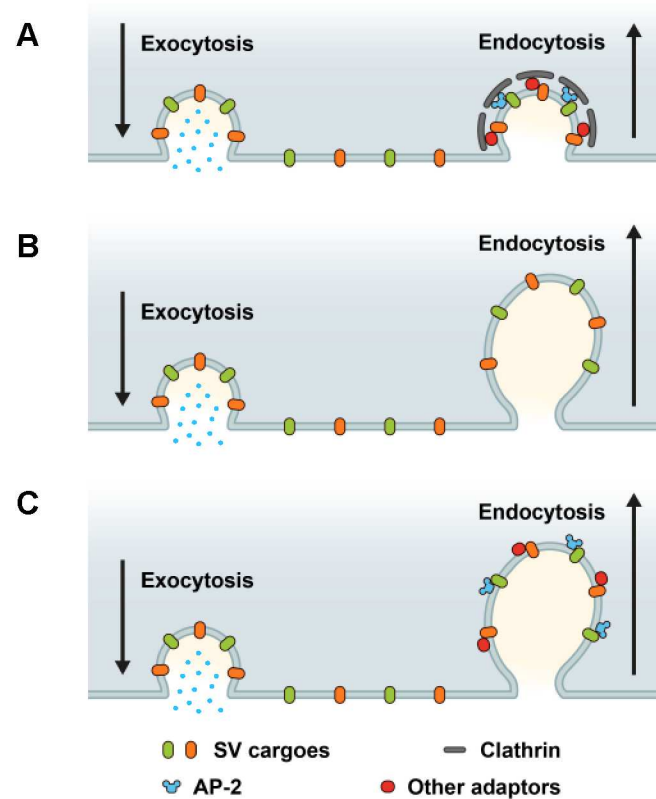 A
Exocytosis
Endocytosis
B
Endocytosis
Exocytosis
C
Endocytosis
Exocytosis
SV cargoes
Clathrin
AP-2
Other adaptors